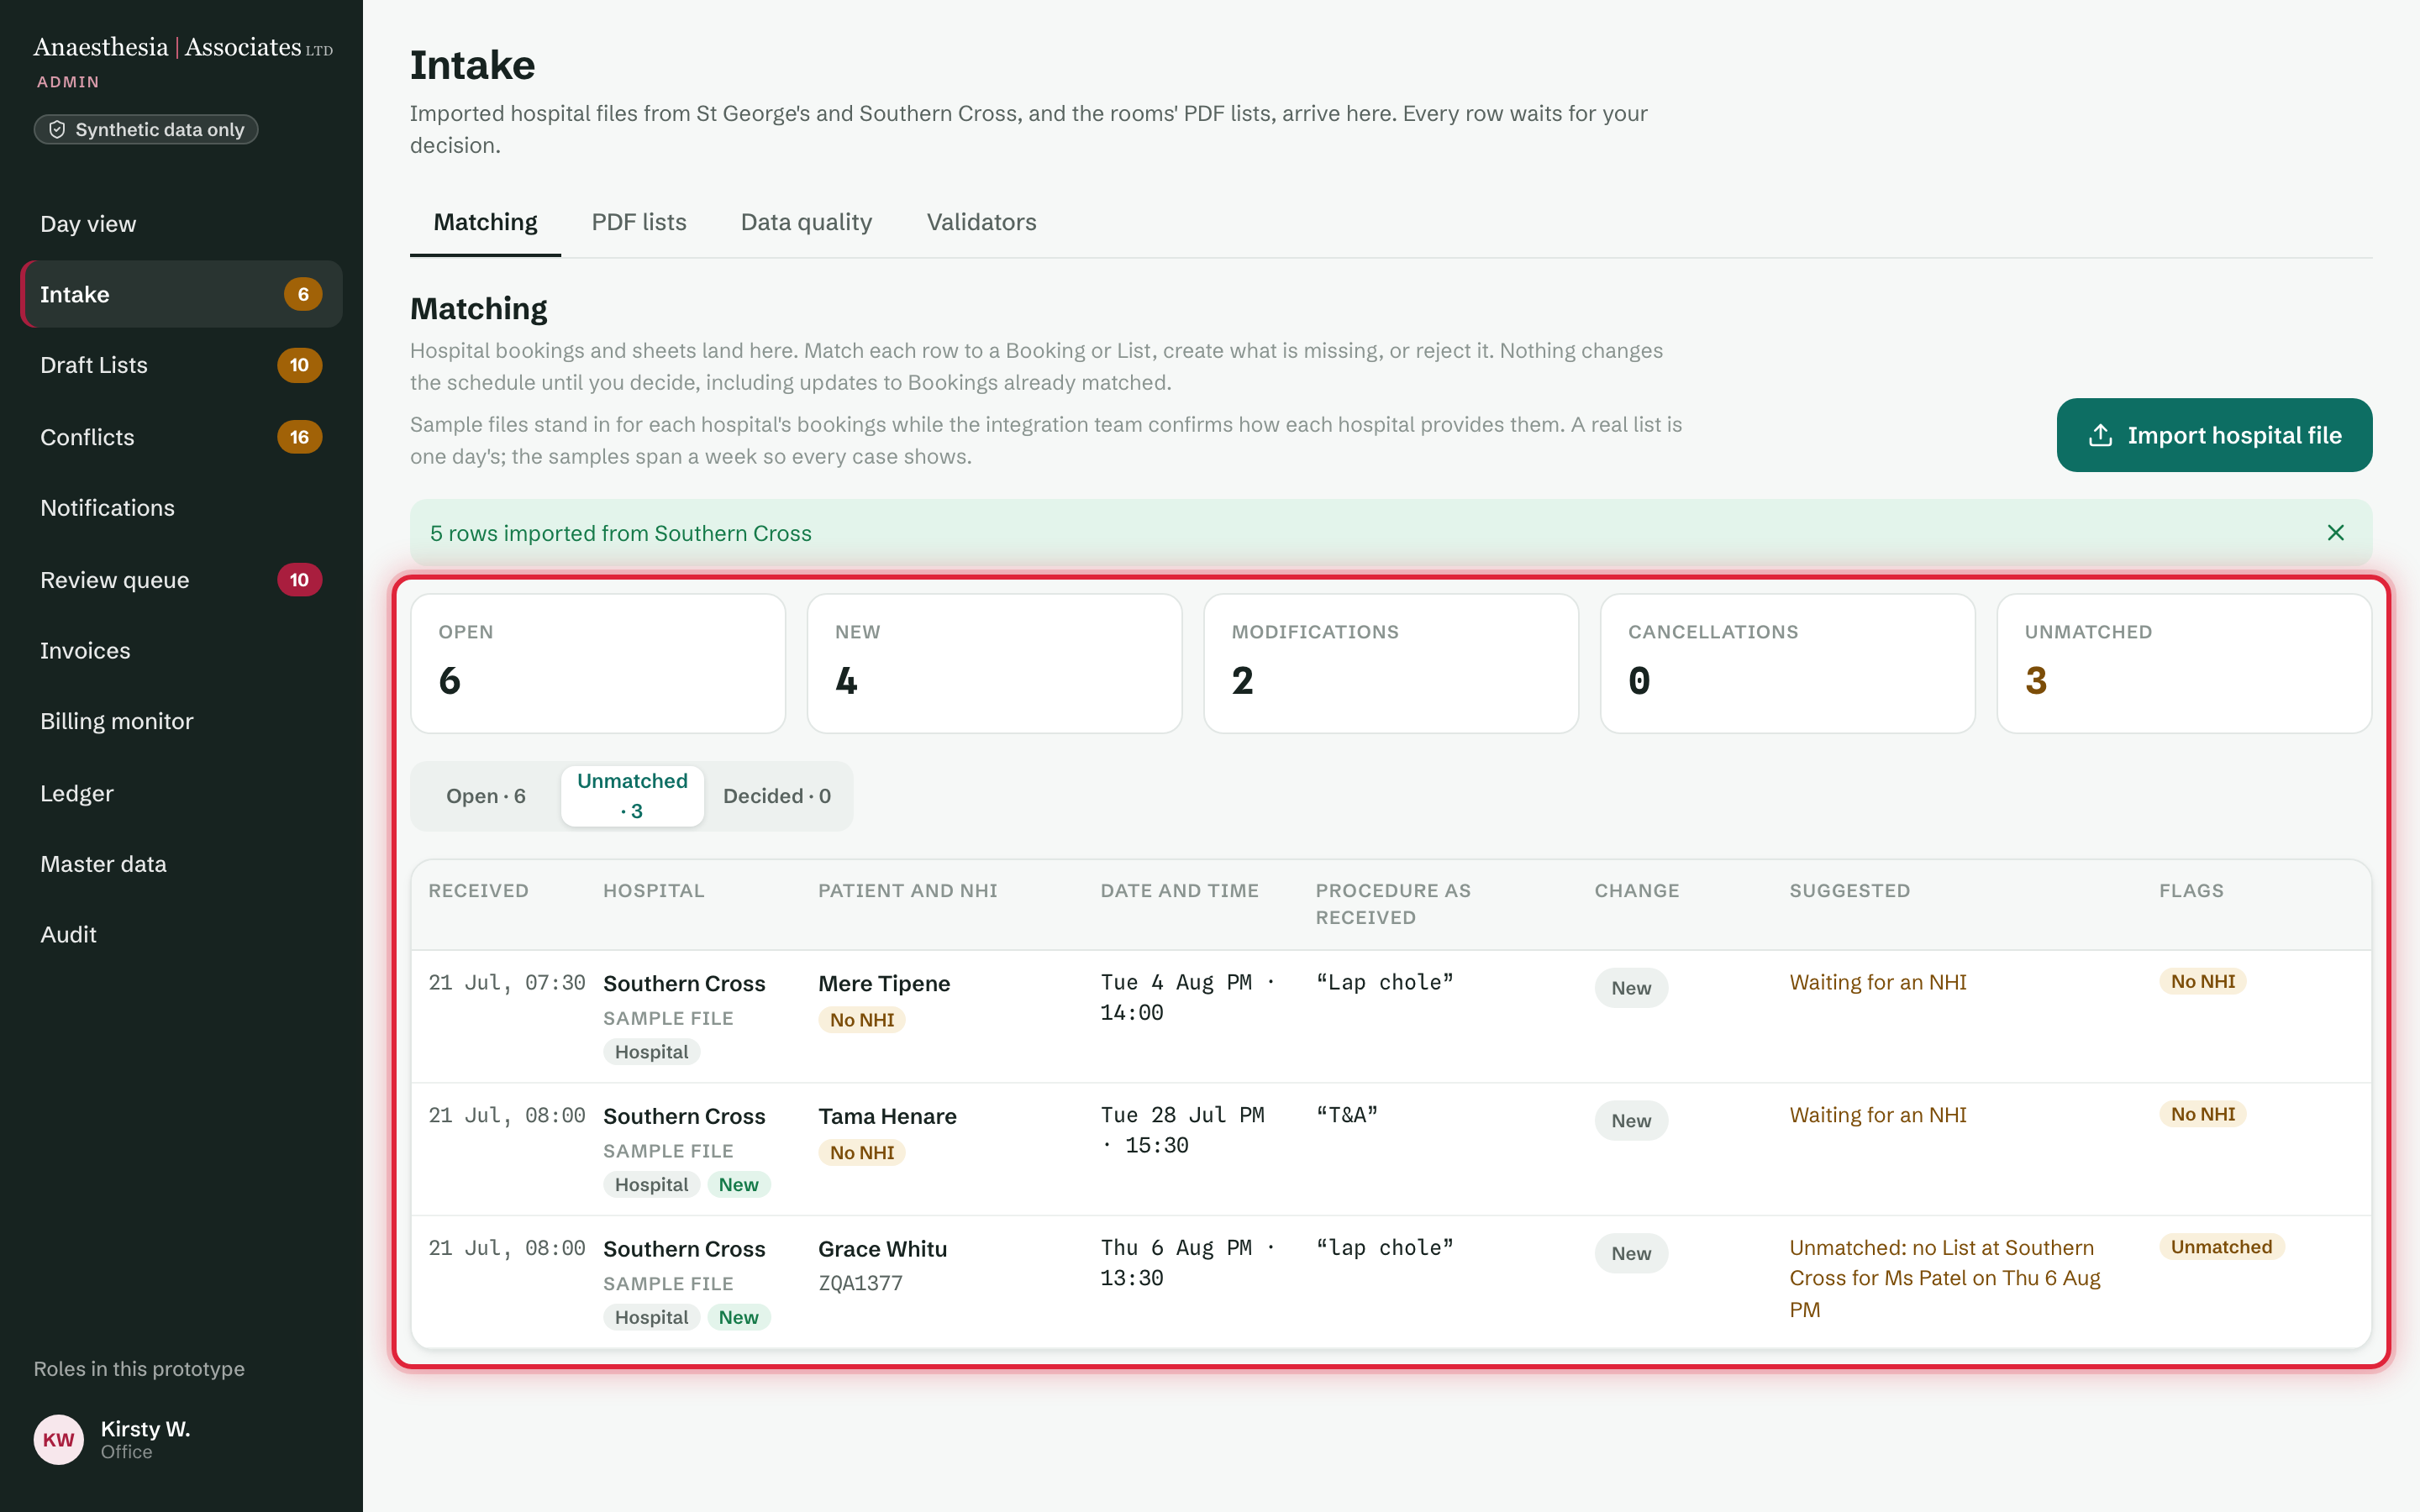 Anaesthesia | Associates LTD
ADMIN
Synthetic data only
Day view
Intake 6
Draft Lists 10
Conflicts 16
Notifications
Review queue 10
Invoices
Billing monitor
Ledger
Master data
Audit
Roles in this prototype
KW
Kirsty W.
Office
Intake
Imported hospital files from St George's and Southern Cross, and the rooms' PDF lists, arrive here. Every row waits for your
decision.
Matching PDF lists Data quality Validators
Matching
Hospital bookings and sheets land here. Match each row to a Booking or List, create what is missing, or reject it. Nothing changes
the schedule until you decide, including updates to Bookings already matched.
Sample files stand in for each hospital's bookings while the integration team confirms how each hospital provides them. A real list is
one day's; the samples span a week so every case shows.
Import hospital file
5 rows imported from Southern Cross
OPEN
6
NEW
4
MODIFICATIONS
2
CANCELLATIONS
0
UNMATCHED
3
Open · 6
Unmatched
· 3
Decided · 0
RECEIVED HOSPITAL PATIENT AND NHI DATE AND TIME PROCEDURE AS
RECEIVED
CHANGE SUGGESTED FLAGS
21 Jul, 07:30
Southern Cross
SAMPLE FILE
Hospital
Mere Tipene
No NHI
Tue 4 Aug PM ·
14:00
“Lap chole”
New
Waiting for an NHI
No NHI
21 Jul, 08:00
Southern Cross
SAMPLE FILE
Hospital New
Tama Henare
No NHI
Tue 28 Jul PM
· 15:30
“T&A”
New
Waiting for an NHI
No NHI
21 Jul, 08:00
Southern Cross
SAMPLE FILE
Hospital New
Grace Whitu
ZQA1377
Thu 6 Aug PM ·
13:30
“lap chole”
New
Unmatched: no List at Southern
Cross for Ms Patel on Thu 6 Aug
PM
Unmatched